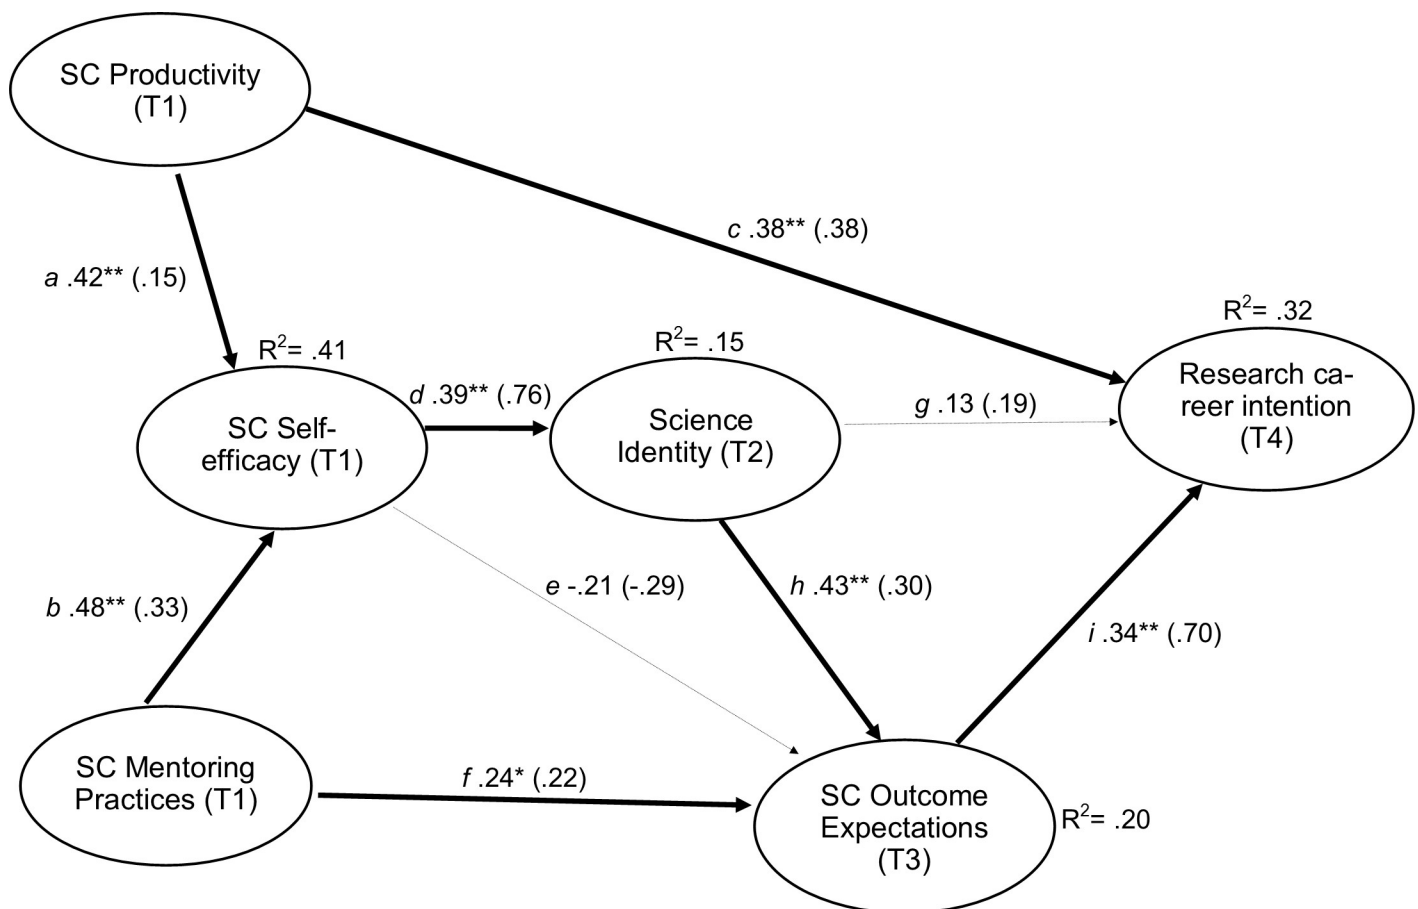 SC Productivity
(T1)
c .38** (.38)
a .42** (.15)
R²= .32
R²= .41
R²= .15
Research ca-
reer intention
(T4)
d .39** (.76)
g .13 (.19)
SC Self-
efficacy (T1)
Science
Identity (T2)
e -.21 (-.29)
h .43** (.30)
b .48** (.33)
i .34** (.70)
SC Mentoring
Practices (T1)
f .24* (.22)
SC Outcome
Expectations
(T3)
R²= .20